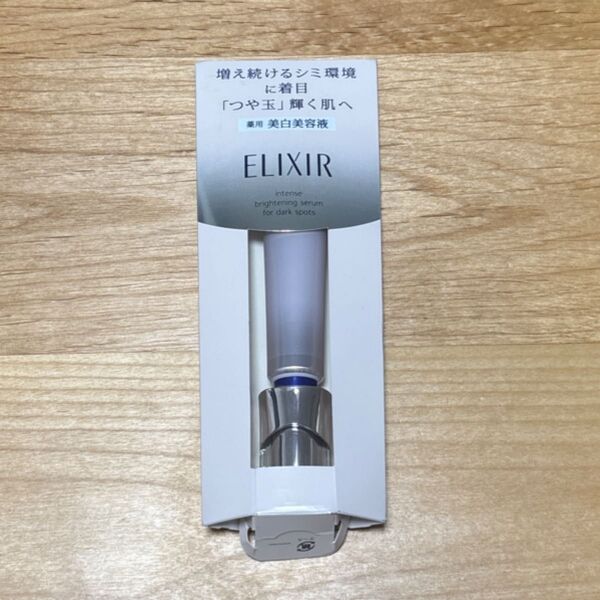 増え続けるシミ環境
に着目
「つや玉」輝く肌へ
薬用 美白美容液
ELIXIR
intense
brightening serum
for dark spots